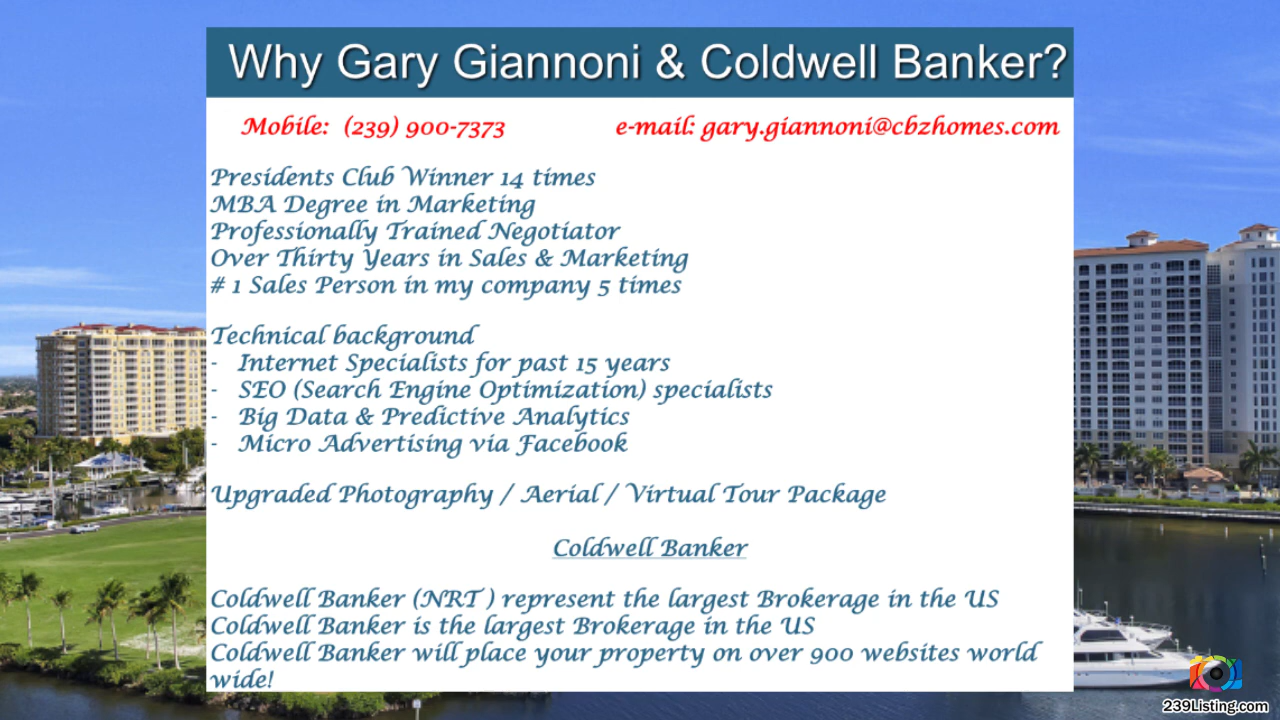 Why Gary Giannoni & Coldwell Banker?
Mobile: (239) 900-7373 e-mail: gary.giannoni@cbzhomes.com
Presidents Club Winner 14 times
MBA Degree in Marketing
Professionally Trained Negotiator
Over Thirty Years in Sales & Marketing
# 1 Sales Person in my company 5 times
Technical background
- Internet Specialists for past 15 years
- SEO (Search Engine Optimization) specialists
- Big Data & Predictive Analytics
- Micro Advertising via Facebook
Upgraded Photography / Aerial / Virtual Tour Package
Coldwell Banker
Coldwell Banker (NRT ) represent the largest Brokerage in the US
Coldwell Banker is the largest Brokerage in the US
Coldwell Banker will place your property on over 900 websites world
wide!
239Listing.com